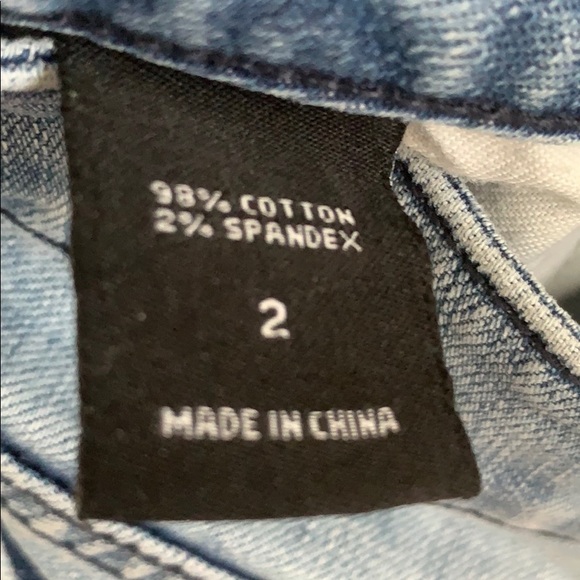 98% COTTON
2% SPANDEX
2
MADE IN CHINA